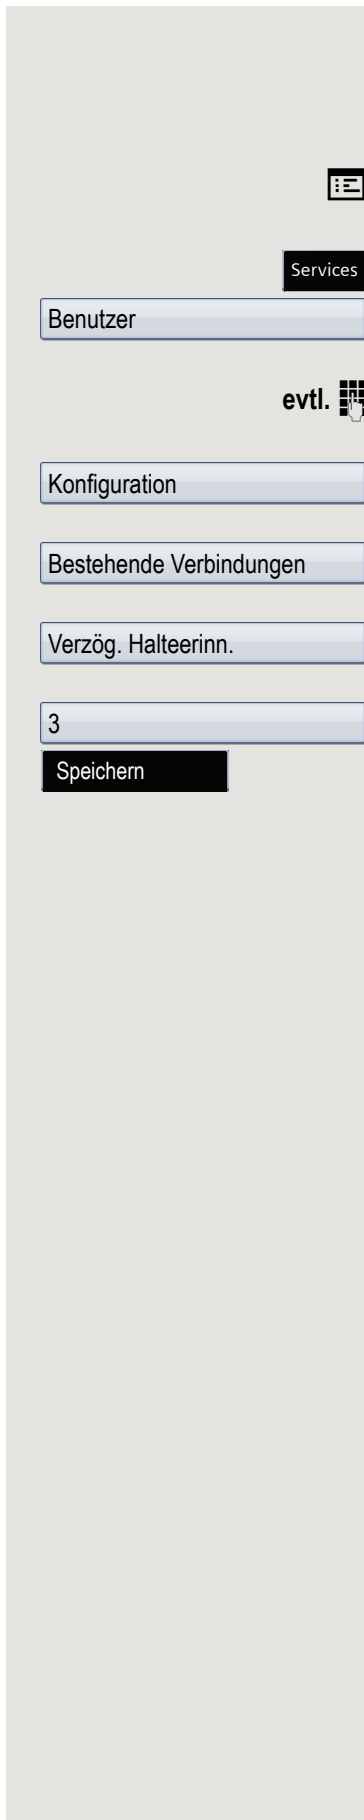 Services
Benutzer
evtl.
Konfiguration
Bestehende Verbindungen
Verzög. Halteerinn.
3
Speichern